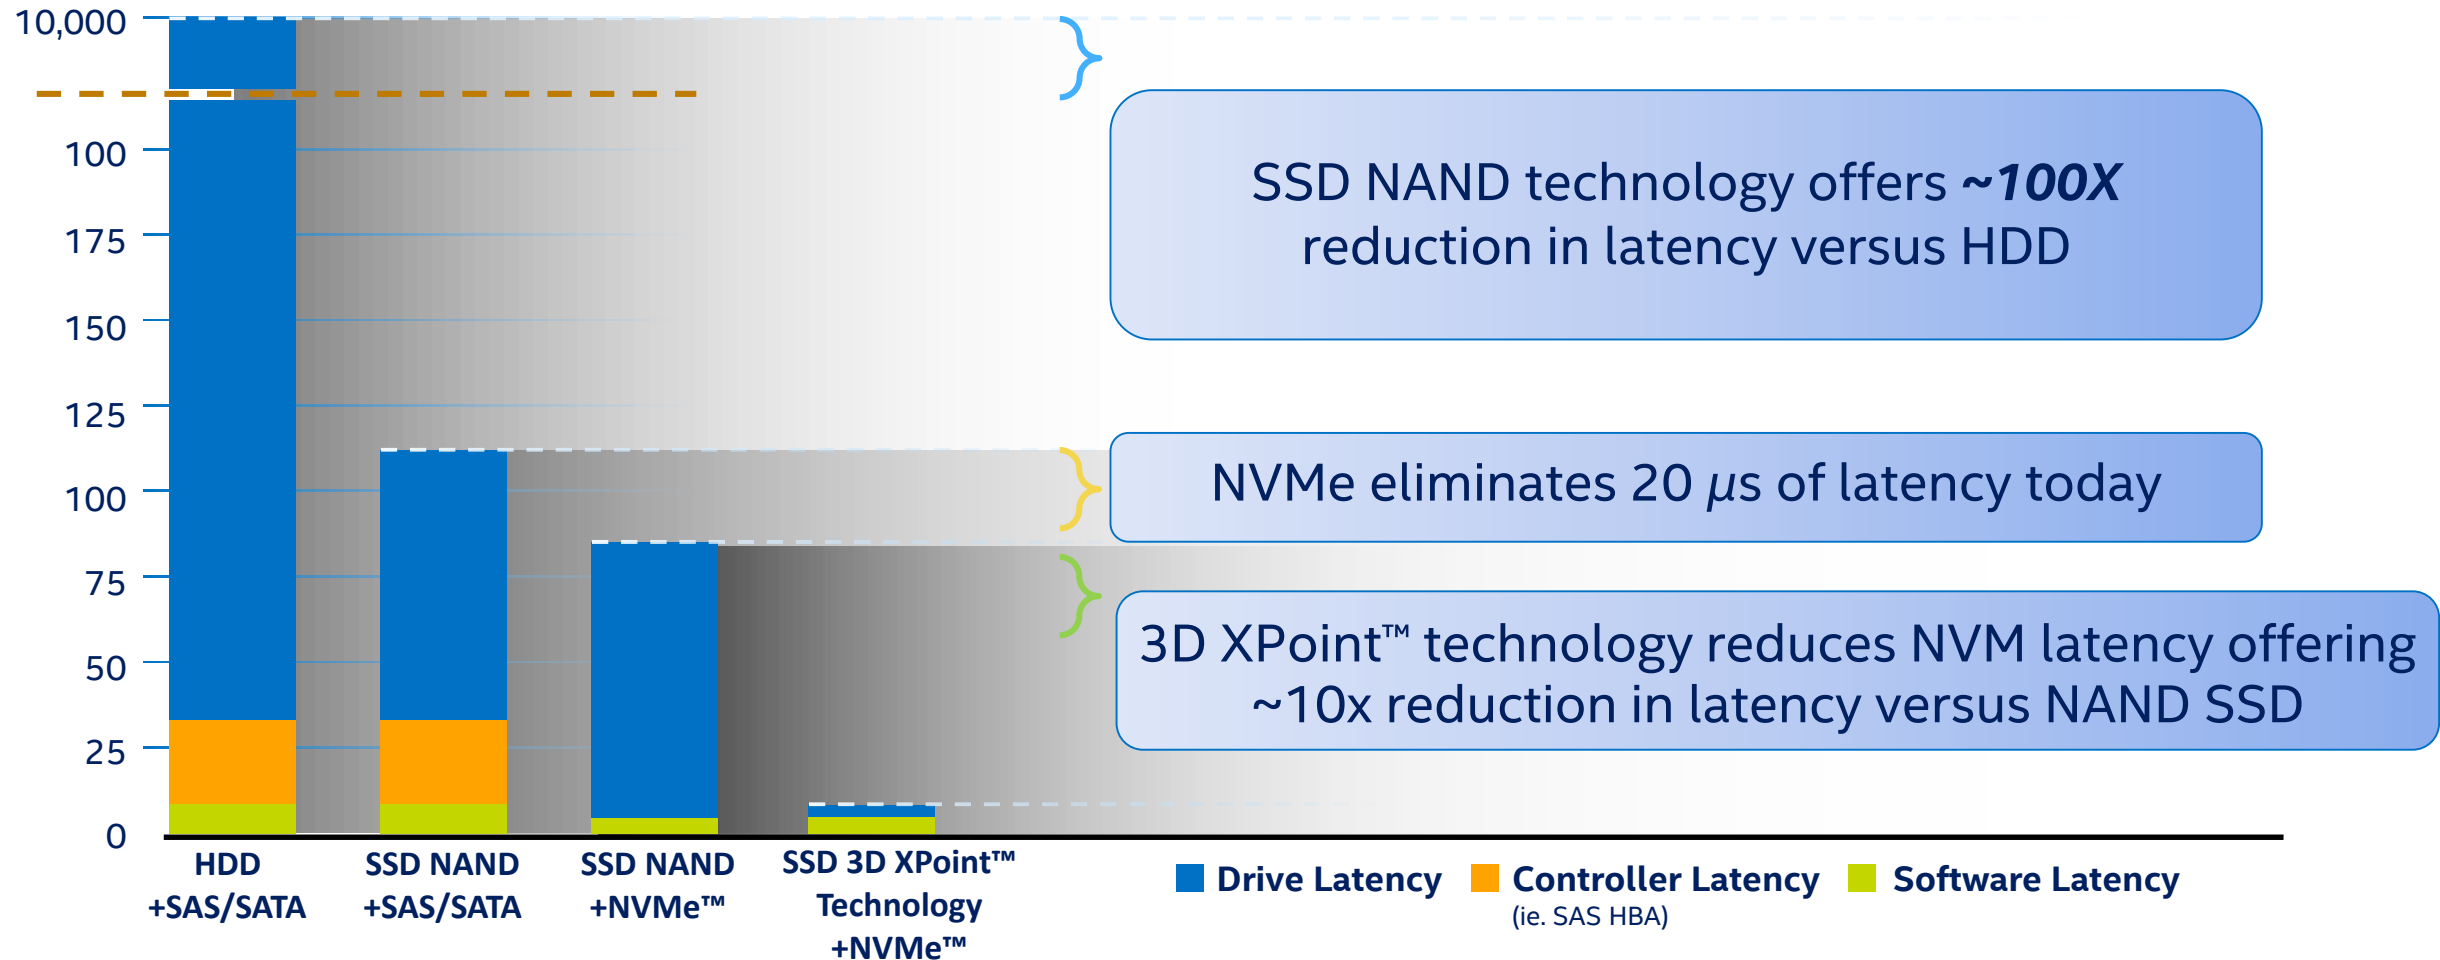 10,000
100
175
150
125
100
75
50
25
0
SSD NAND technology offers ~100X
reduction in latency versus HDD
NVMe eliminates 20 µs of latency today
3D XPoint™ technology reduces NVM latency offering
~10x reduction in latency versus NAND SSD
HDD
+SAS/SATA
SSD NAND
+SAS/SATA
SSD NAND
+NVMe™
SSD 3D XPoint™
Technology
+NVMe™
Drive Latency
Controller Latency
(ie. SAS HBA)
Software Latency